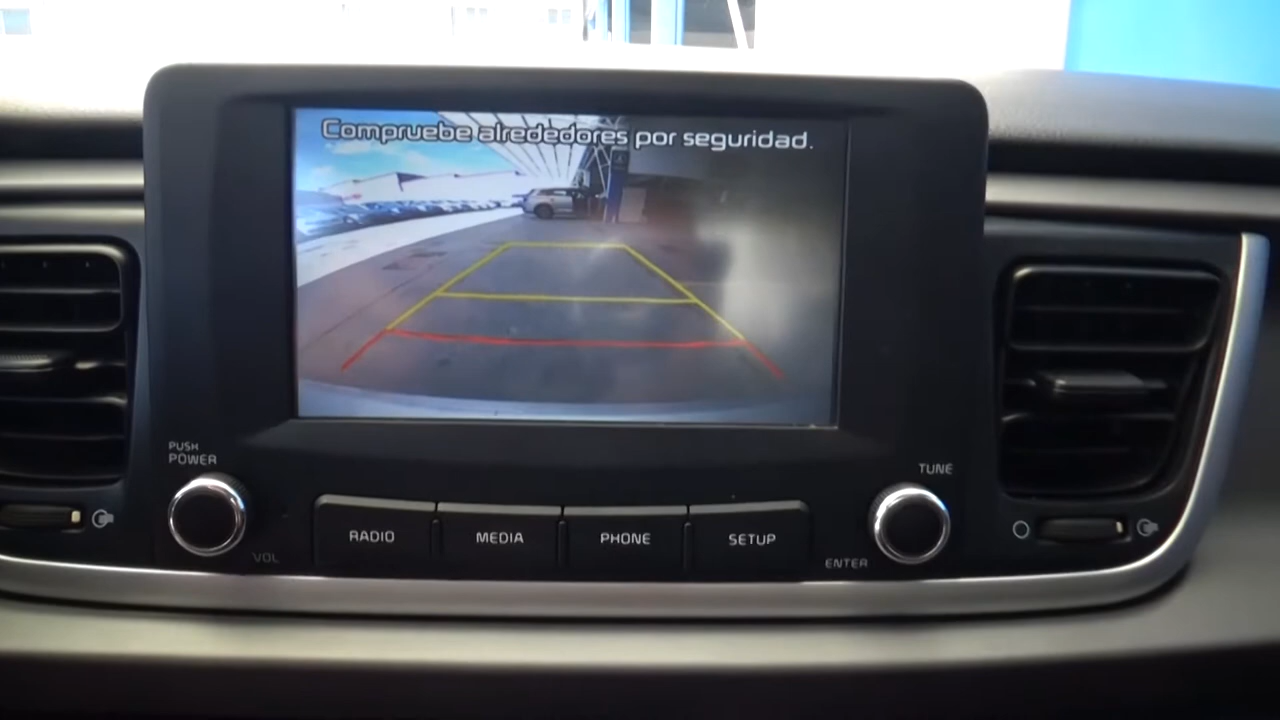 Compruebe alrededores por seguridad.
PUSH
POWER
VOL
RADIO
MEDIA
PHONE
SETUP
TUNE
ENTER